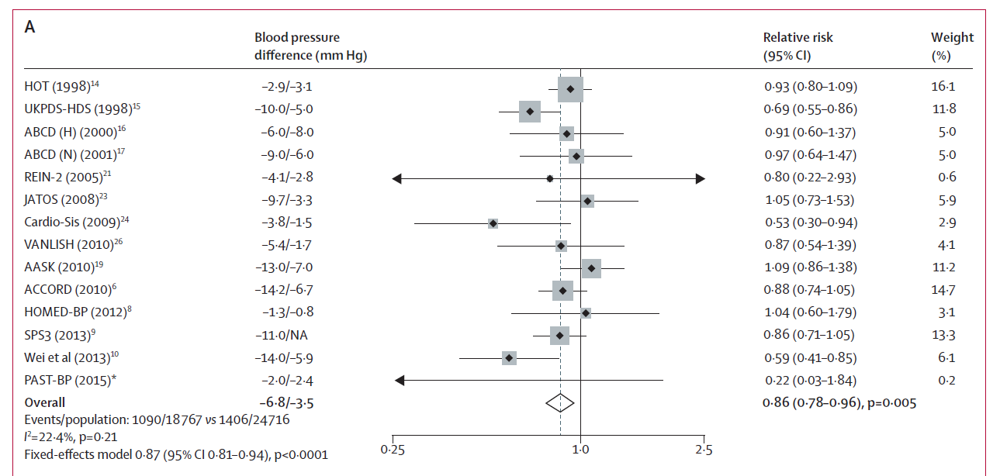 A
Blood pressure difference (mm Hg) Relative risk (95% CI) Weight (%)
HOT (1998)14 –2·9/–3·1 0·93 (0·80–1·09) 16·1
UKPDS-HDS (1998)15 –10·0/–5·0 0·69 (0·55–0·86) 11·8
ABCD (H) (2000)16 –6·0/–8·0 0·91 (0·60–1·37) 5·0
ABCD (N) (2001)17 –9·0/–6·0 0·97 (0·64–1·47) 5·0
REIN-2 (2005)21 –4·1/–2·8 0·80 (0·22–2·93) 0·6
JATOS (2008)23 –9·7/–3·3 1·05 (0·73–1·53) 5·9
Cardio-Sis (2009)24 –3·8/–1·5 0·53 (0·30–0·94) 2·9
VANLISH (2010)26 –5·4/–1·7 0·87 (0·54–1·39) 4·1
AASK (2010)19 –13·0/–7·0 1·09 (0·86–1·38) 11·2
ACCORD (2010)6 –14·2/–6·7 0·88 (0·74–1·05) 14·7
HOMED-BP (2012)8 –1·3/–0·8 1·04 (0·60–1·79) 3·1
SPS3 (2013)9 –11·0/NA 0·86 (0·71–1·05) 13·3
Wei et al (2013)10 –14·0/–5·9 0·59 (0·41–0·85) 6·1
PAST-BP (2015)* –2·0/–2·4 0·22 (0·03–1·84) 0·2
Overall –6·8/–3·5 0·86 (0·78–0·96), p=0·005
Events/population: 1090/18 767 vs 1406/24 716
I2=22·4%, p=0·21
Fixed-effects model 0·87 (95% CI 0·81–0·94), p<0·0001
0·25 1·0 2·5